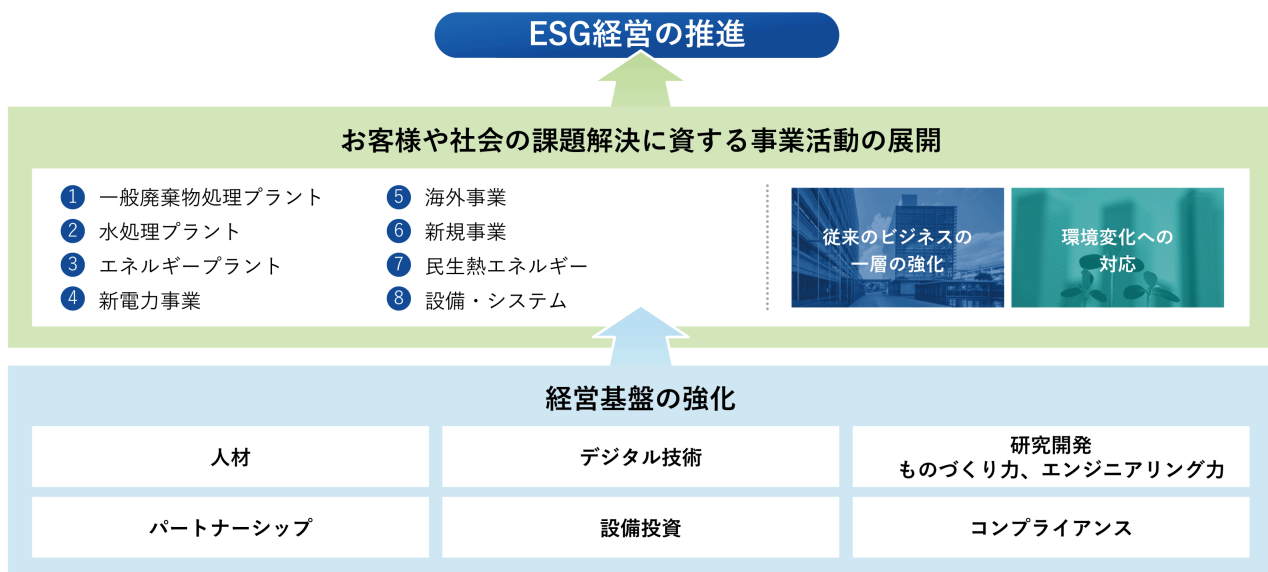 ESG経営の推進
お客様や社会の課題解決に資する事業活動の展開
1 一般廃棄物処理プラント
2 水処理プラント
3 エネルギープラント
4 新電力事業
5 海外事業
6 新規事業
7 民生熱エネルギー
8 設備・システム
従来のビジネスの
一層の強化
環境変化への
対応
経営基盤の強化
人材
デジタル技術
研究開発
ものづくり力、エンジニアリング力
パートナーシップ
設備投資
コンプライアンス